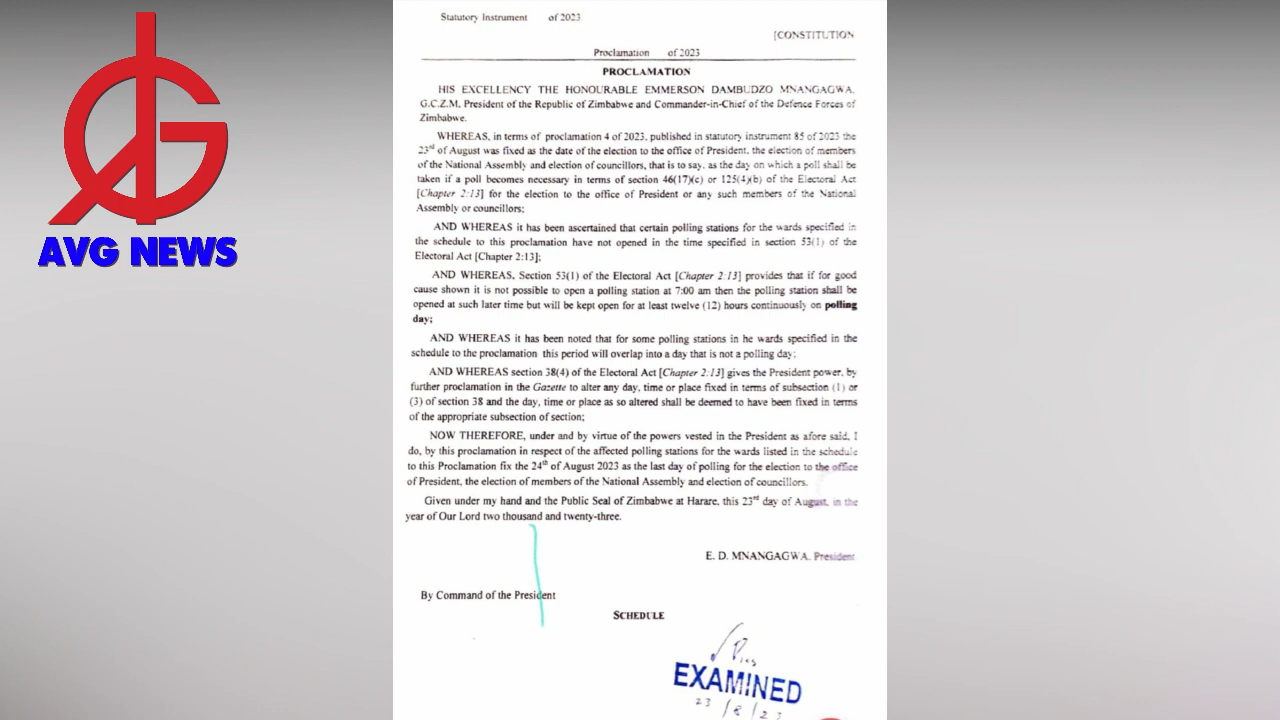 AVG NEWS
Statutory Instrument of 2023
[CONSTITUTION
Proclamation of 2023
PROCLAMATION
HIS EXCELLENCY THE HONOURABLE EMMERSON DAMBUDZO MNANGAGWA,
G.C.Z.M, President of the Republic of Zimbabwe and Commander-in-Chief of the Defence Forces of
Zimbabwe.
WHEREAS, in terms of proclamation 4 of 2023, published in statutory instrument 85 of 2023 the
23rd of August was fixed as the date of the election to the office of President, the election of members
of the National Assembly and election of councillors, that is to say, as the day on which a poll shall be
taken if a poll becomes necessary in terms of section 46(17)(c) or 125(4)(b) of the Electoral Act
[Chapter 2:13] for the election to the office of President or any such members of the National
Assembly or councillors;
AND WHEREAS it has been ascertained that certain polling stations for the wards specified in
the schedule to this proclamation have not opened in the time specified in section 53(1) of the
Electoral Act [Chapter 2:13];
AND WHEREAS, Section 53(1) of the Electoral Act [Chapter 2:13] provides that if for good
cause shown it is not possible to open a polling station at 7:00 am then the polling station shall be
opened at such later time but will be kept open for at least twelve (12) hours continuously on polling
day;
AND WHEREAS it has been noted that for some polling stations in he wards specified in the
schedule to the proclamation this period will overlap into a day that is not a polling day;
AND WHEREAS section 38(4) of the Electoral Act [Chapter 2:13] gives the President power, by
further proclamation in the Gazette to alter any day, time or place fixed in terms of subsection (1) or
(3) of section 38 and the day, time or place as so altered shall be deemed to have been fixed in terms
of the appropriate subsection of section;
NOW THEREFORE, under and by virtue of the powers vested in the President as afore said, I
do, by this proclamation in respect of the affected polling stations for the wards listed in the schedule
to this Proclamation fix the 24th of August 2023 as the last day of polling for the election to the office
of President, the election of members of the National Assembly and election of councillors.
Given under my hand and the Public Seal of Zimbabwe at Harare, this 23rd day of August, in the
year of Our Lord two thousand and twenty-three.
E. D. MNANGAGWA, President
By Command of the President
SCHEDULE
EXAMINED
23/8/23